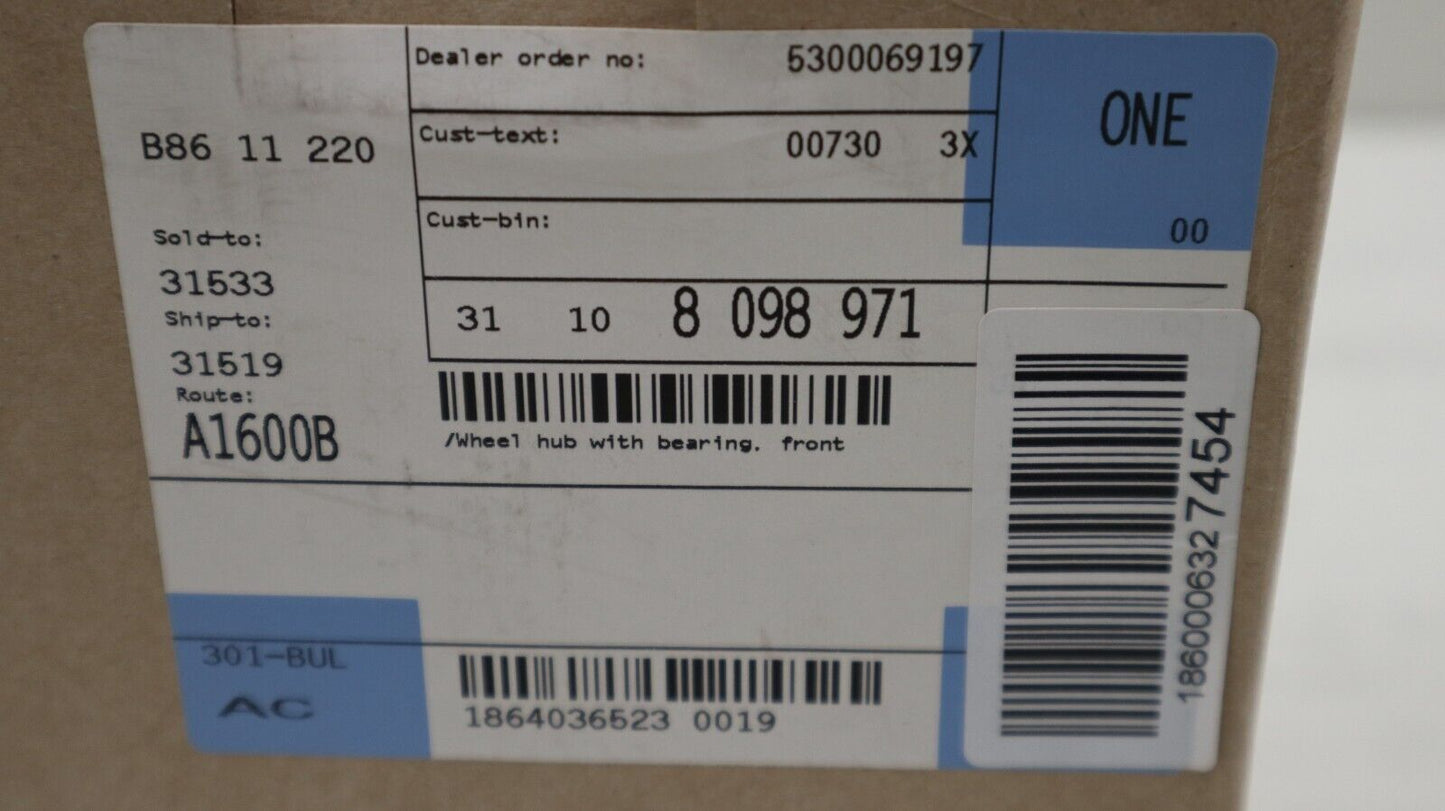 Dealer order no: 5300069197
ONE
B86 11 220
Cust-text: 00730 3X
Cust-bin:
00
Sold-to:
31533
Ship-to:
31519
Route:
A1600B
31 10 8 098 971
/Wheel hub with bearing. front
186000632 7454
301-BUL
AC
1864036523 0019